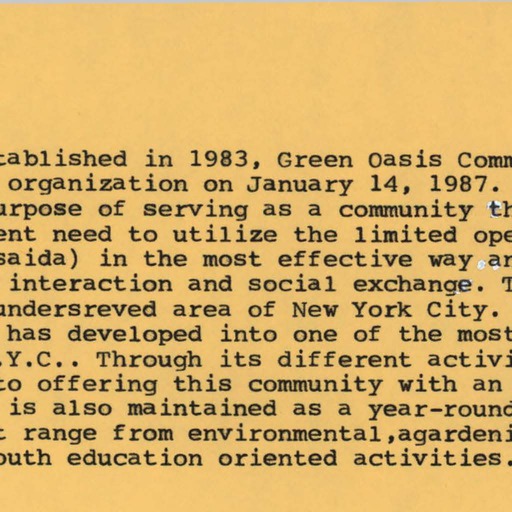 tablished in 1983, Green Oasis Comm
organization on January 14, 1987.
urpose of serving as a community th
ent need to utilize the limited ope
saida) in the most effective way.an
interaction and social exchange. T
undersreved area of New York City.
has developed into one of the most
.Y.C.. Through its different activi
to offering this community with an
is also maintained as a year-round
t range from environmental,agardeni
outh education oriented activities.